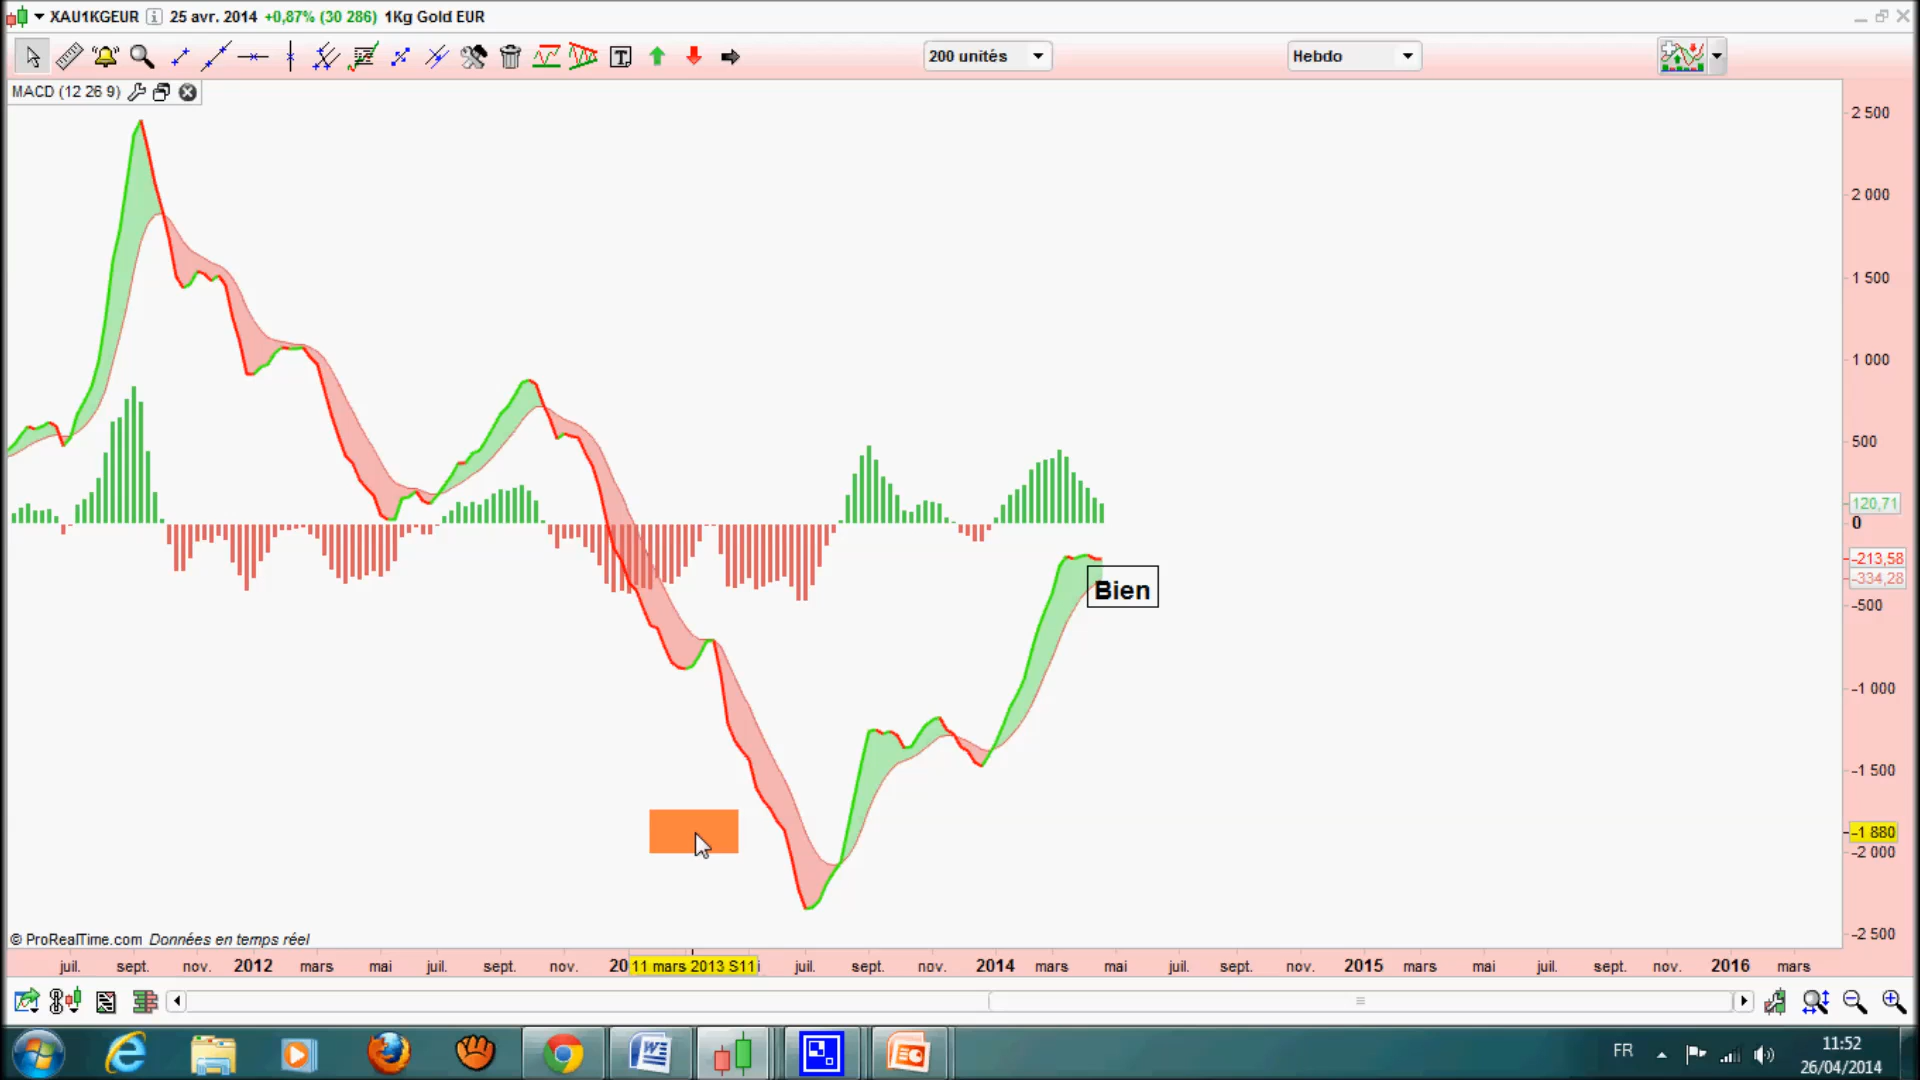 XAU1KGEUR 25 avr. 2014 +0,87% (30 286) 1Kg Gold EUR
200 unités
Hebdo
MACD (12 26 9)
2 500
2 000
1 500
1 000
500
120,71
0
-213,58
-334,28
-500
Bien
-1 000
-1 500
-1 880
-2 000
-2 500
© ProRealTime.com Données en temps réel
juil. sept. nov. 2012 mars mai juil. sept. nov. 20 11 mars 2013 S11 i juil. sept. nov. 2014 mars mai juil. sept. nov. 2015 mars mai juil. sept. nov. 2016 mars
FR
11:52
26/04/2014